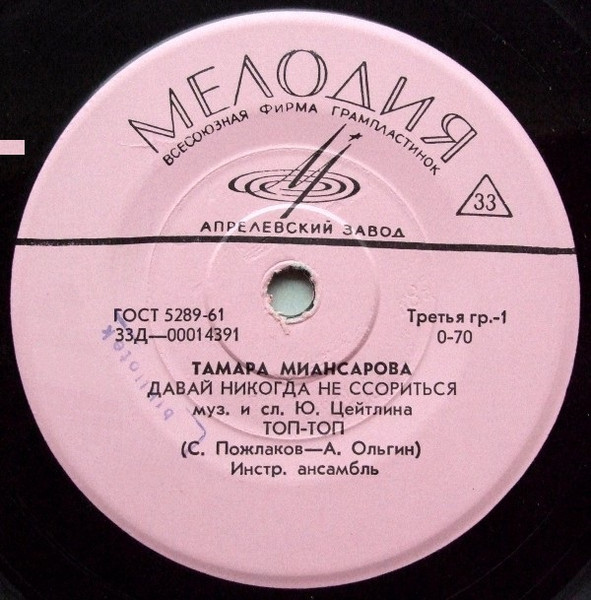 МЕЛОДИЯ
ВСЕСОЮЗНАЯ ФИРМА ГРАМПЛАСТИНОК
33
АПРЕЛЕВСКИЙ ЗАВОД
ГОСТ 5289-61
Третья гр.-1
33Д—00014391
0-70
ТАМАРА МИАНСАРОВА
ДАВАЙ НИКОГДА НЕ ССОРИТЬСЯ
муз. и сл. Ю. Цейтлина
ТОП-ТОП
(С. Пожлаков—А. Ольгин)
Инстр. ансамбль